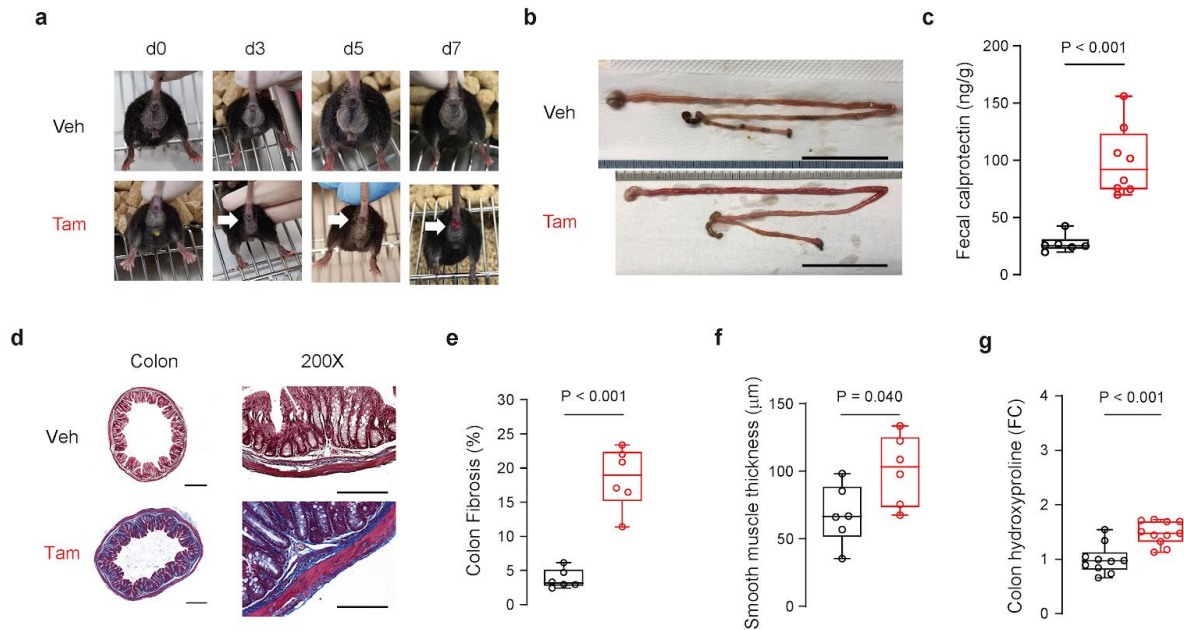 a
d0 d3 d5 d7
Veh
Tam
b
Veh
Tam
c
Fecal calprotectin (ng/g)
200
150
100
50
0
P < 0.001
d
Colon 200X
Veh
Tam
e
Colon Fibrosis (%)
30
25
20
15
10
5
0
P < 0.001
f
Smooth muscle thickness (μm)
150
100
50
0
P = 0.040
g
Colon hydroxyproline (FC)
4
3
2
1
0
P < 0.001